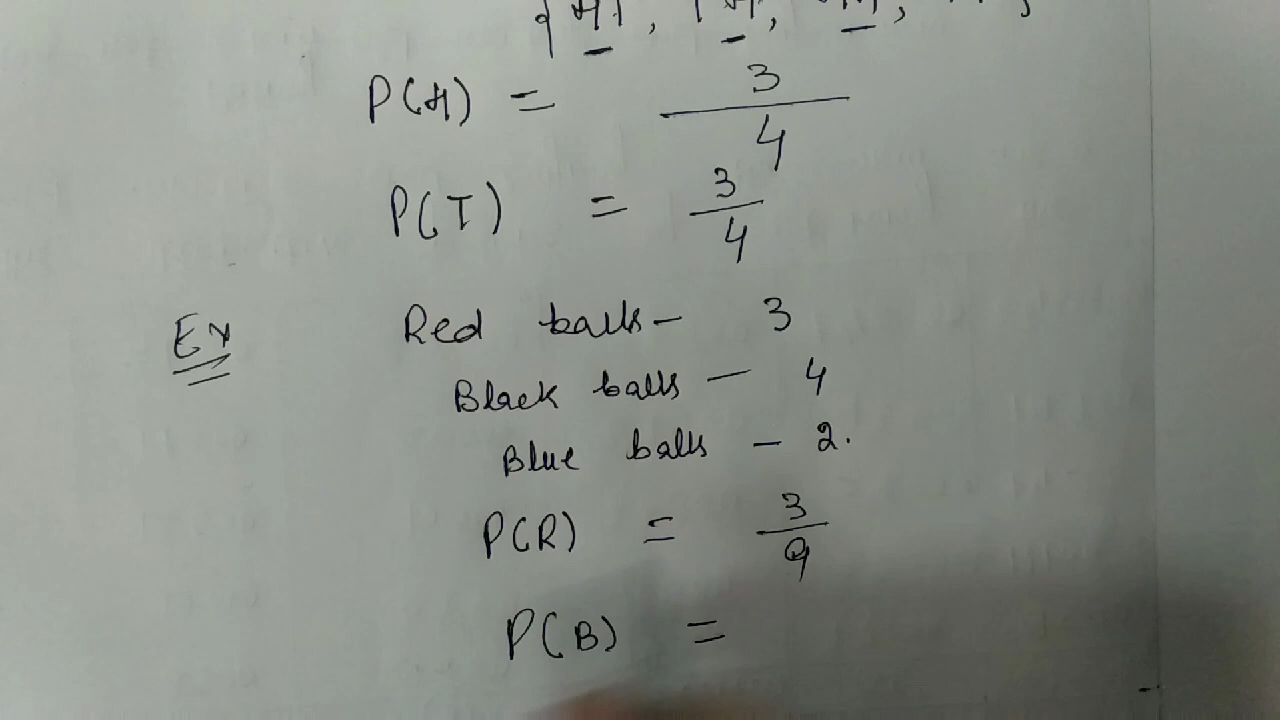 P(H) = 3/4
P(T) = 3/4
Ex Red balls - 3
Black balls - 4
Blue balls - 2.
P(R) = 3/9
P(B) =